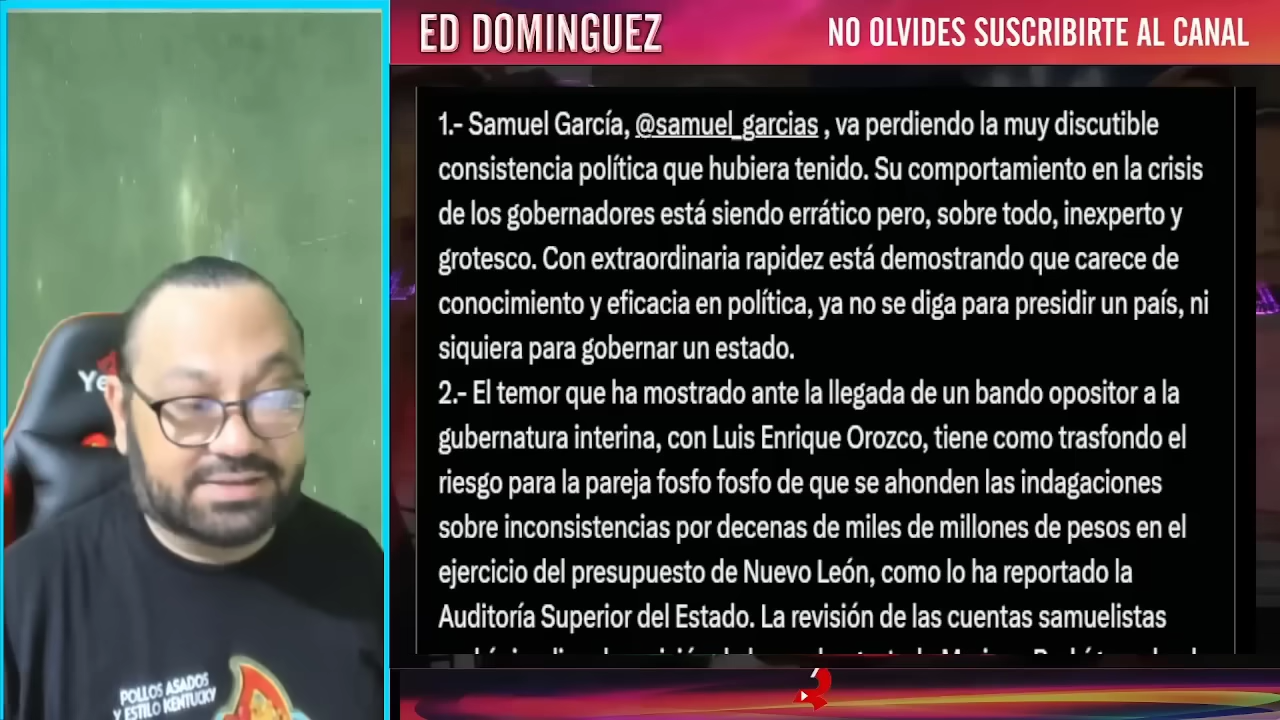 ED DOMINGUEZ
NO OLVIDES SUSCRIBIRTE AL CANAL
1.- Samuel García, @samuel_garcias , va perdiendo la muy discutible
consistencia política que hubiera tenido. Su comportamiento en la crisis
de los gobernadores está siendo errático pero, sobre todo, inexperto y
grotesco. Con extraordinaria rapidez está demostrando que carece de
conocimiento y eficacia en política, ya no se diga para presidir un país, ni
siquiera para gobernar un estado.
2.- El temor que ha mostrado ante la llegada de un bando opositor a la
gubernatura interina, con Luis Enrique Orozco, tiene como trasfondo el
riesgo para la pareja fosfo fosfo de que se ahonden las indagaciones
sobre inconsistencias por decenas de miles de millones de pesos en el
ejercicio del presupuesto de Nuevo León, como lo ha reportado la
Auditoría Superior del Estado. La revisión de las cuentas samuelistas
Ye
POLLOS ASADOS
Y ESTILO KENTUCKY